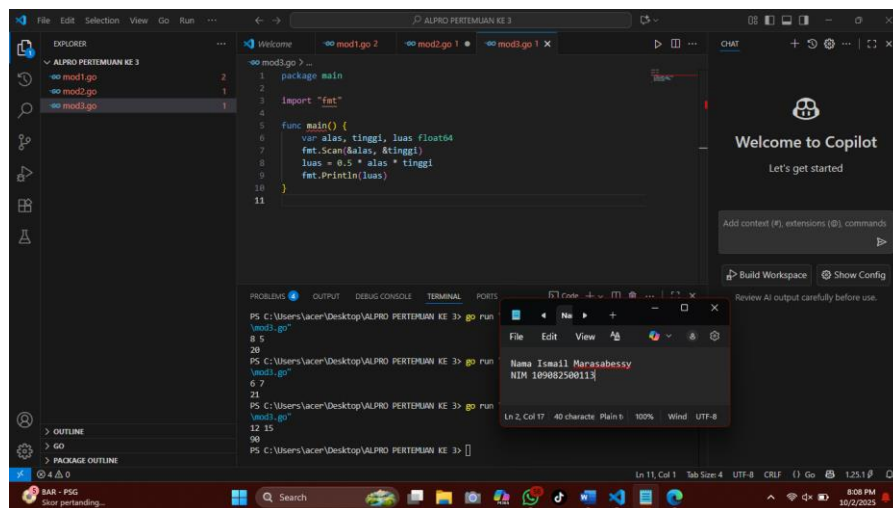 File Edit Selection View Go Run ···
ALPRO PERTEMUAN KE 3
EXPLORER
ALPRO PERTEMUAN KE 3
mod1.go 2
mod2.go 1
mod3.go 1
OUTLINE
GO
PACKAGE OUTLINE
Welcome mod1.go 2 mod2.go 1 mod3.go 1
mod3.go > ...
1 package main
2
3 import "fmt"
4
5 func main() {
6 var alas, tinggi, luas float64
7 fmt.Scan(&alas, &tinggi)
8 luas = 0.5 * alas * tinggi
9 fmt.Println(luas)
10 }
11
PROBLEMS 4 OUTPUT DEBUG CONSOLE TERMINAL PORTS
Code
PS C:\Users\acer\Desktop\ALPRO PERTEMUAN KE 3> go run
\mod3.go"
8 5
20
PS C:\Users\acer\Desktop\ALPRO PERTEMUAN KE 3> go run
\mod3.go"
6 7
21
PS C:\Users\acer\Desktop\ALPRO PERTEMUAN KE 3> go run
\mod3.go"
12 15
90
PS C:\Users\acer\Desktop\ALPRO PERTEMUAN KE 3>
CHAT
Welcome to Copilot
Let's get started
Add context (#), extensions (@), commands
Build Workspace Show Config
Review AI output carefully before use.
Na
File Edit View
Nama Ismail Marasabessy
NIM 109082500113
Ln 2, Col 17 40 characte Plain t 100% Wind UTF-8
4 0
Ln 11, Col 1 Tab Size: 4 UTF-8 CRLF {} Go 1.25.1
BAR - PSG
Skor pertanding...
Search
8:08 PM
10/2/2025